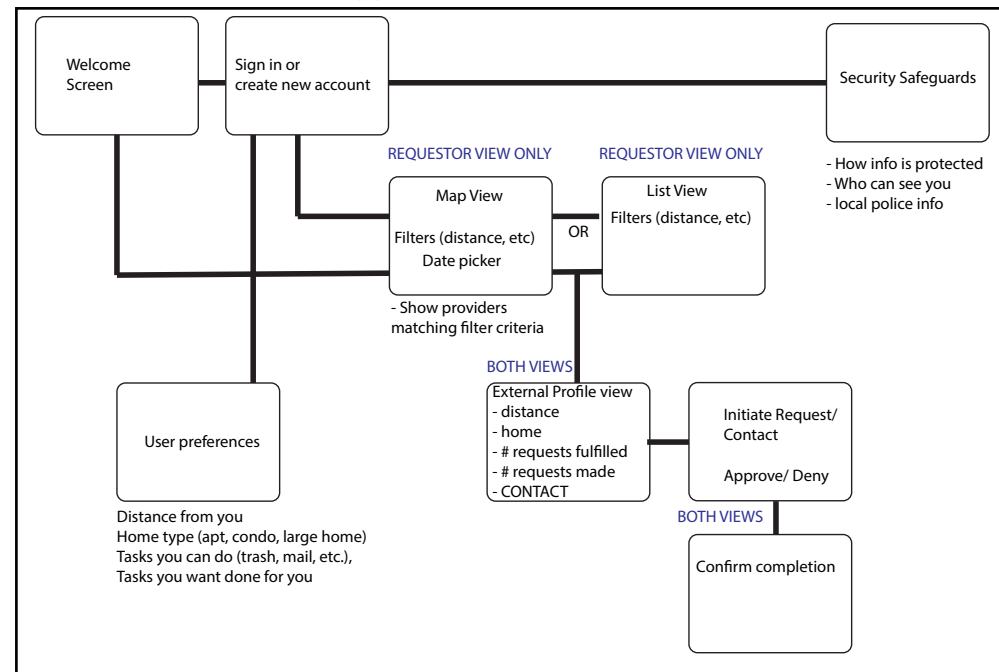 Welcome
Screen
Sign in or
create new account
Security Safeguards
- How info is protected
- Who can see you
- local police info
REQUESTOR VIEW ONLY
Map View
Filters (distance, etc)
Date picker
- Show providers
matching filter criteria
OR
REQUESTOR VIEW ONLY
List View
Filters (distance, etc)
User preferences
Distance from you
Home type (apt, condo, large home)
Tasks you can do (trash, mail, etc.),
Tasks you want done for you
BOTH VIEWS
External Profile view
- distance
- home
- # requests fulfilled
- # requests made
- CONTACT
Initiate Request/
Contact
Approve/ Deny
BOTH VIEWS
Confirm completion